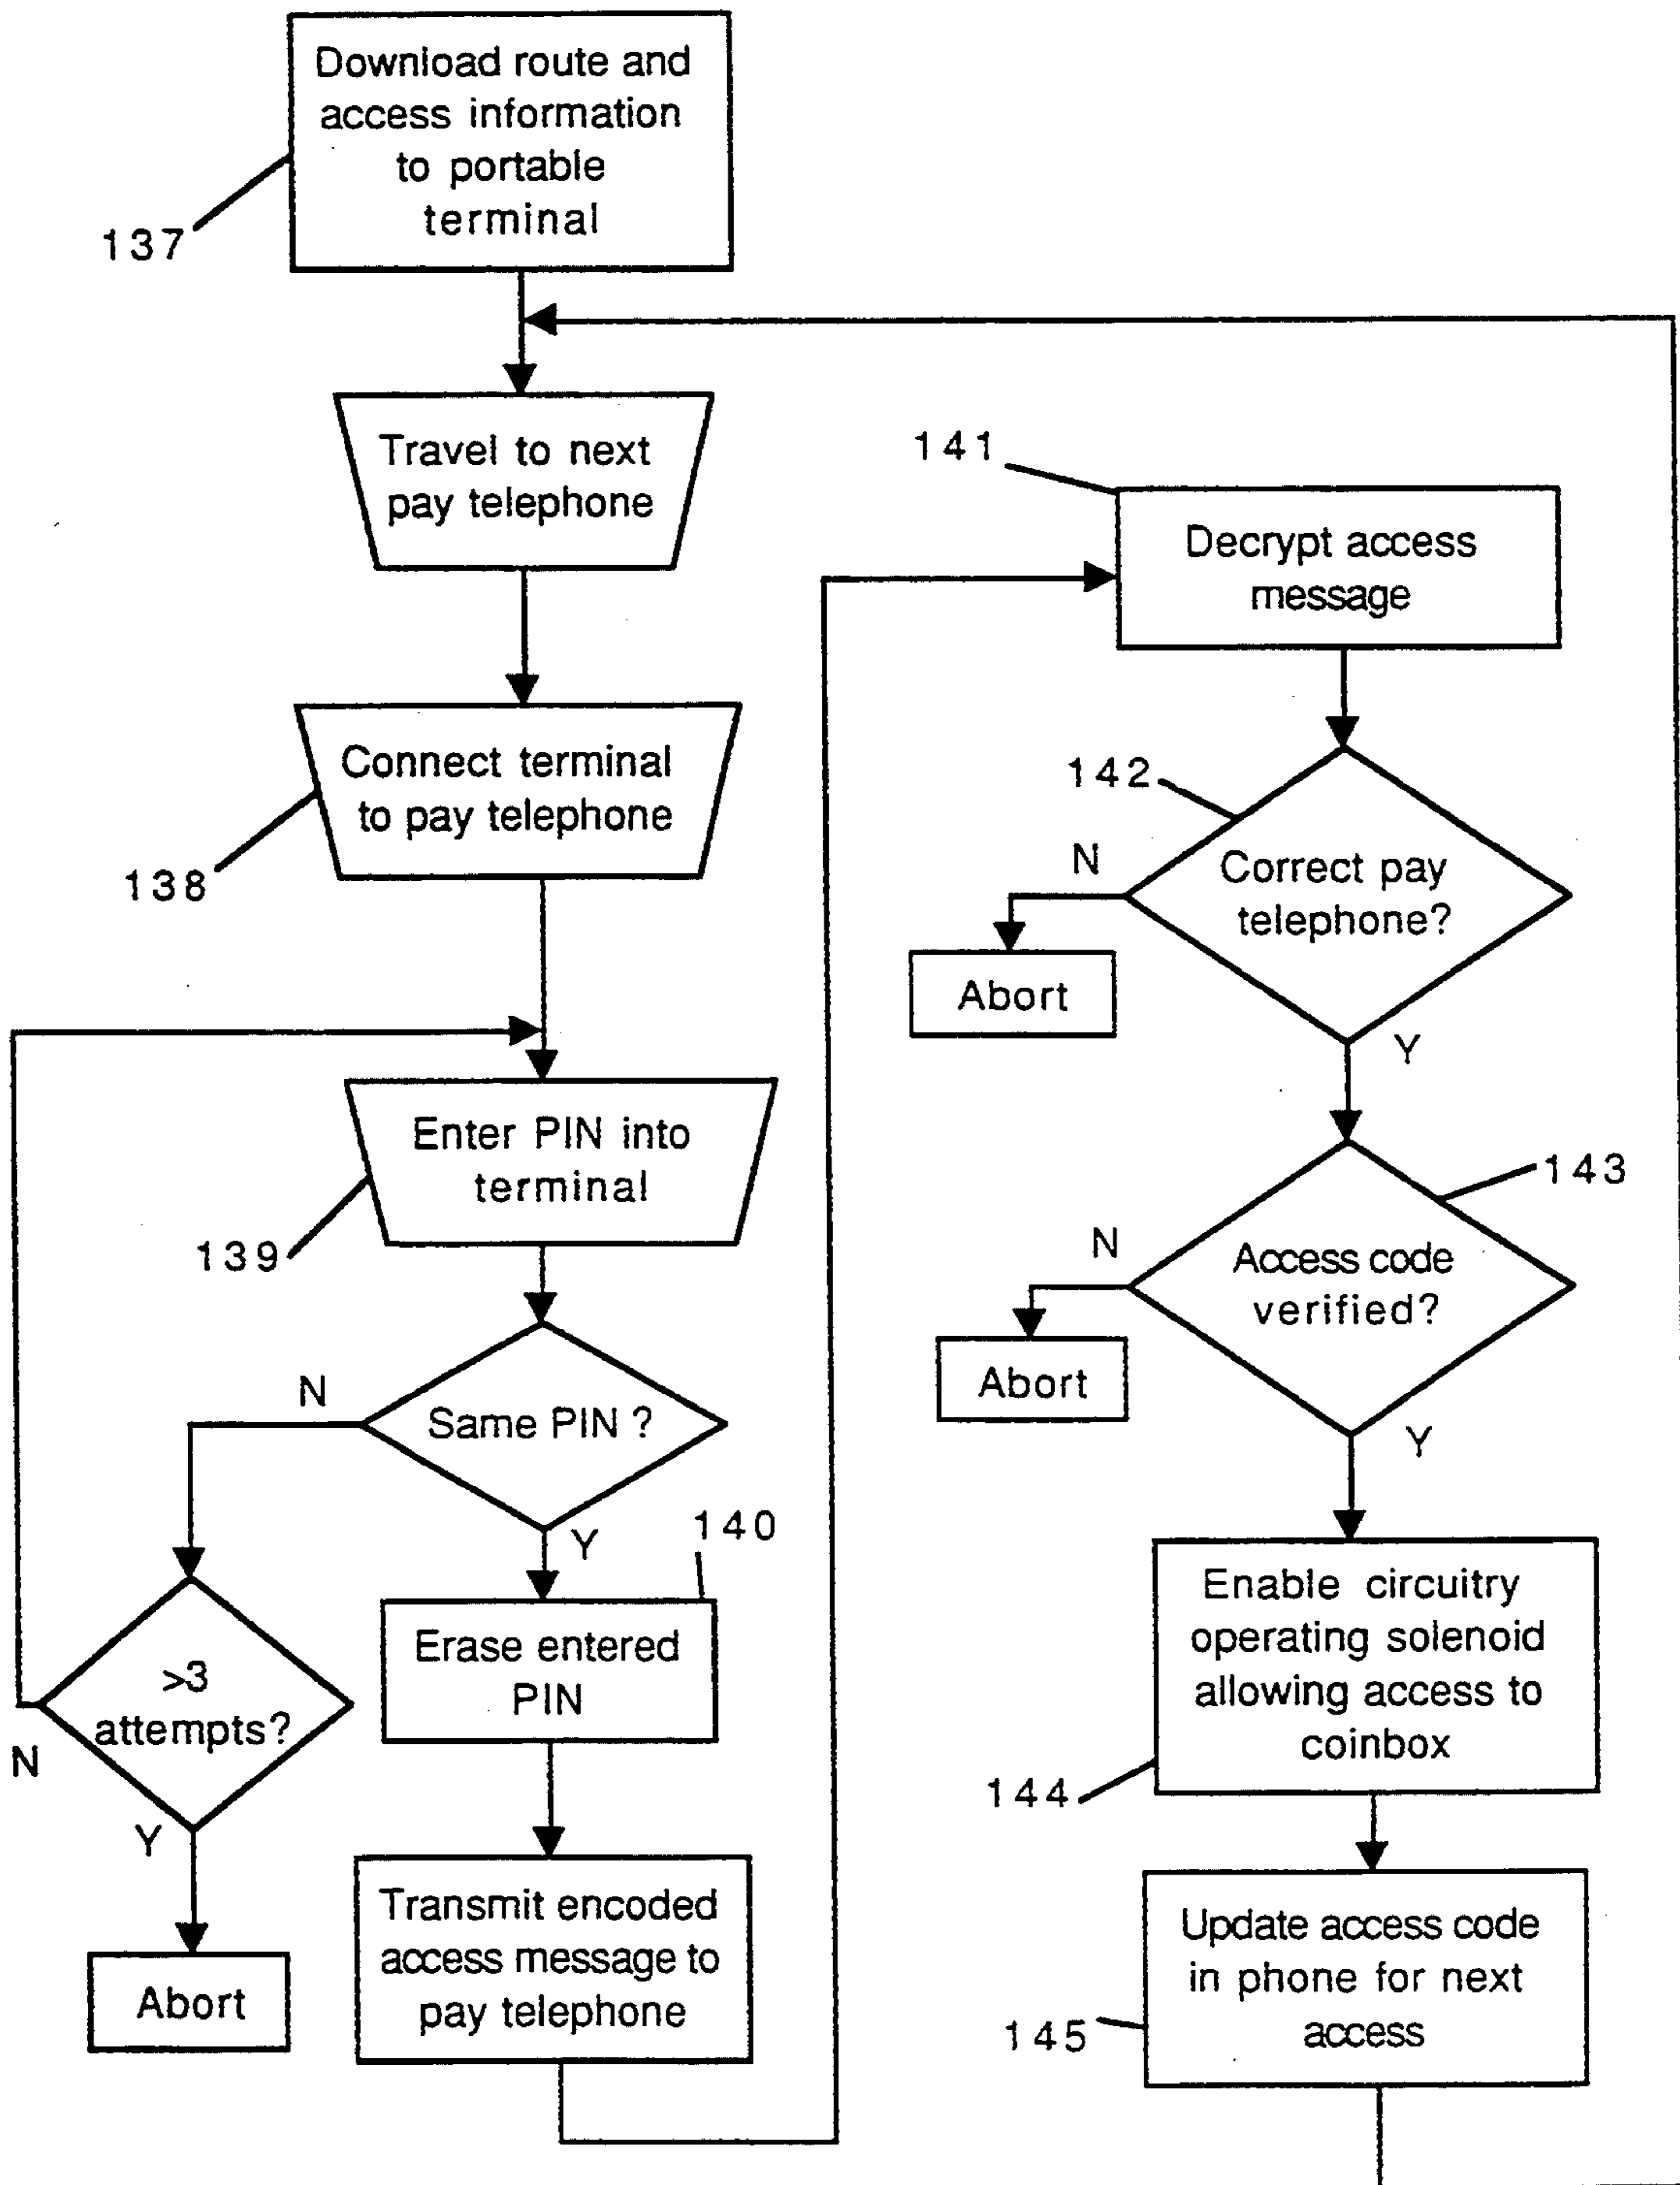 Download route and
access information
to portable
terminal
137
Travel to next
pay telephone
Connect terminal
to pay telephone
138
Enter PIN into
terminal
139
Same PIN ?
N
Y
>3
attempts?
N
Y
Abort
140
Erase entered
PIN
Transmit encoded
access message to
pay telephone
141
Decrypt access
message
142
Correct pay
telephone?
N
Abort
Y
143
Access code
verified?
N
Abort
Y
Enable circuitry
operating solenoid
allowing access to
coinbox
144
Update access code
in phone for next
access
145